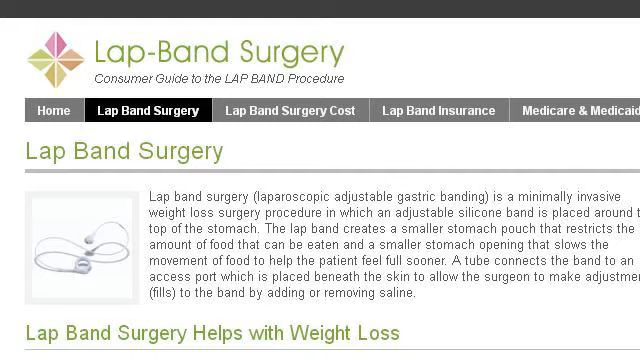 Lap-Band Surgery
Consumer Guide to the LAP BAND Procedure
Home Lap Band Surgery Lap Band Surgery Cost Lap Band Insurance Medicare & Medicaid
Lap Band Surgery
Lap band surgery (laparoscopic adjustable gastric banding) is a minimally invasive
weight loss surgery procedure in which an adjustable silicone band is placed around t
top of the stomach. The lap band creates a smaller stomach pouch that restricts the
amount of food that can be eaten and a smaller stomach opening that slows the
movement of food to help the patient feel full sooner. A tube connects the band to an
access port which is placed beneath the skin to allow the surgeon to make adjustme
(fills) to the band by adding or removing saline.
Lap Band Surgery Helps with Weight Loss